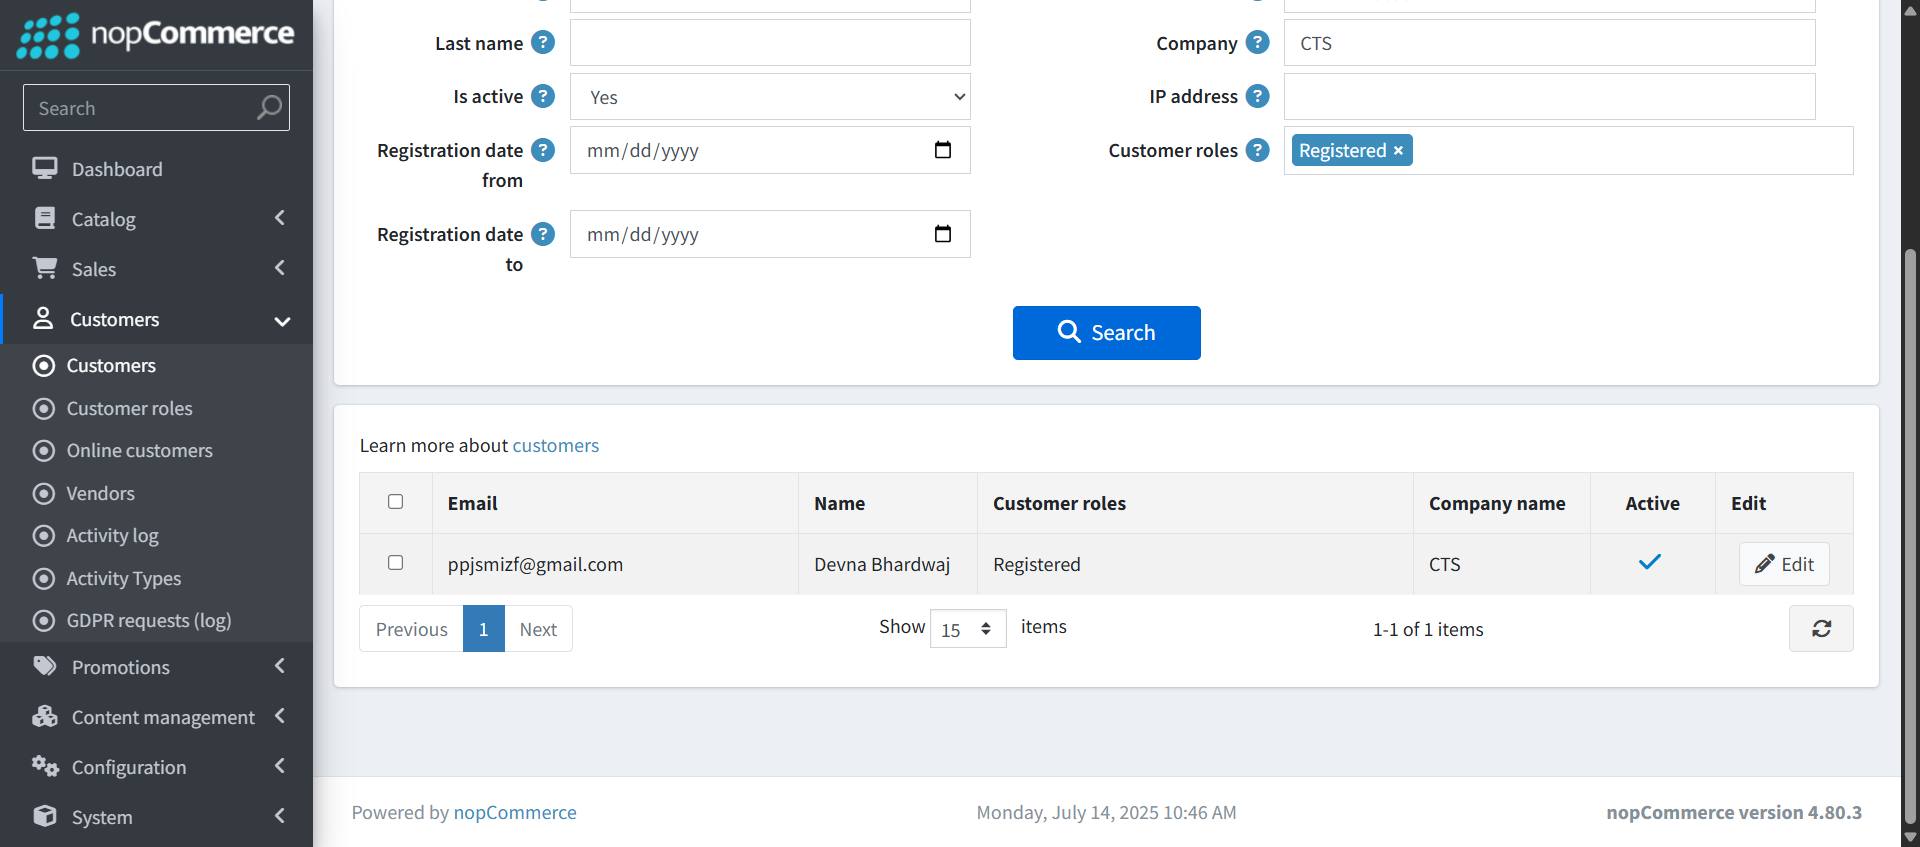 nopCommerce
Search
Dashboard
Catalog
Sales
Customers
Customers
Customer roles
Online customers
Vendors
Activity log
Activity Types
GDPR requests (log)
Promotions
Content management
Configuration
System
Last name ?
Company ? CTS
Is active ? Yes
IP address ?
Registration date ? mm/dd/yyyy
from
Customer roles ? Registered ×
Registration date ? mm/dd/yyyy
to
Search
Learn more about customers
Email Name Customer roles Company name Active Edit
ppjsmizf@gmail.com Devna Bhardwaj Registered CTS Edit
Previous 1 Next Show 15 items 1-1 of 1 items
Powered by nopCommerce Monday, July 14, 2025 10:46 AM nopCommerce version 4.80.3